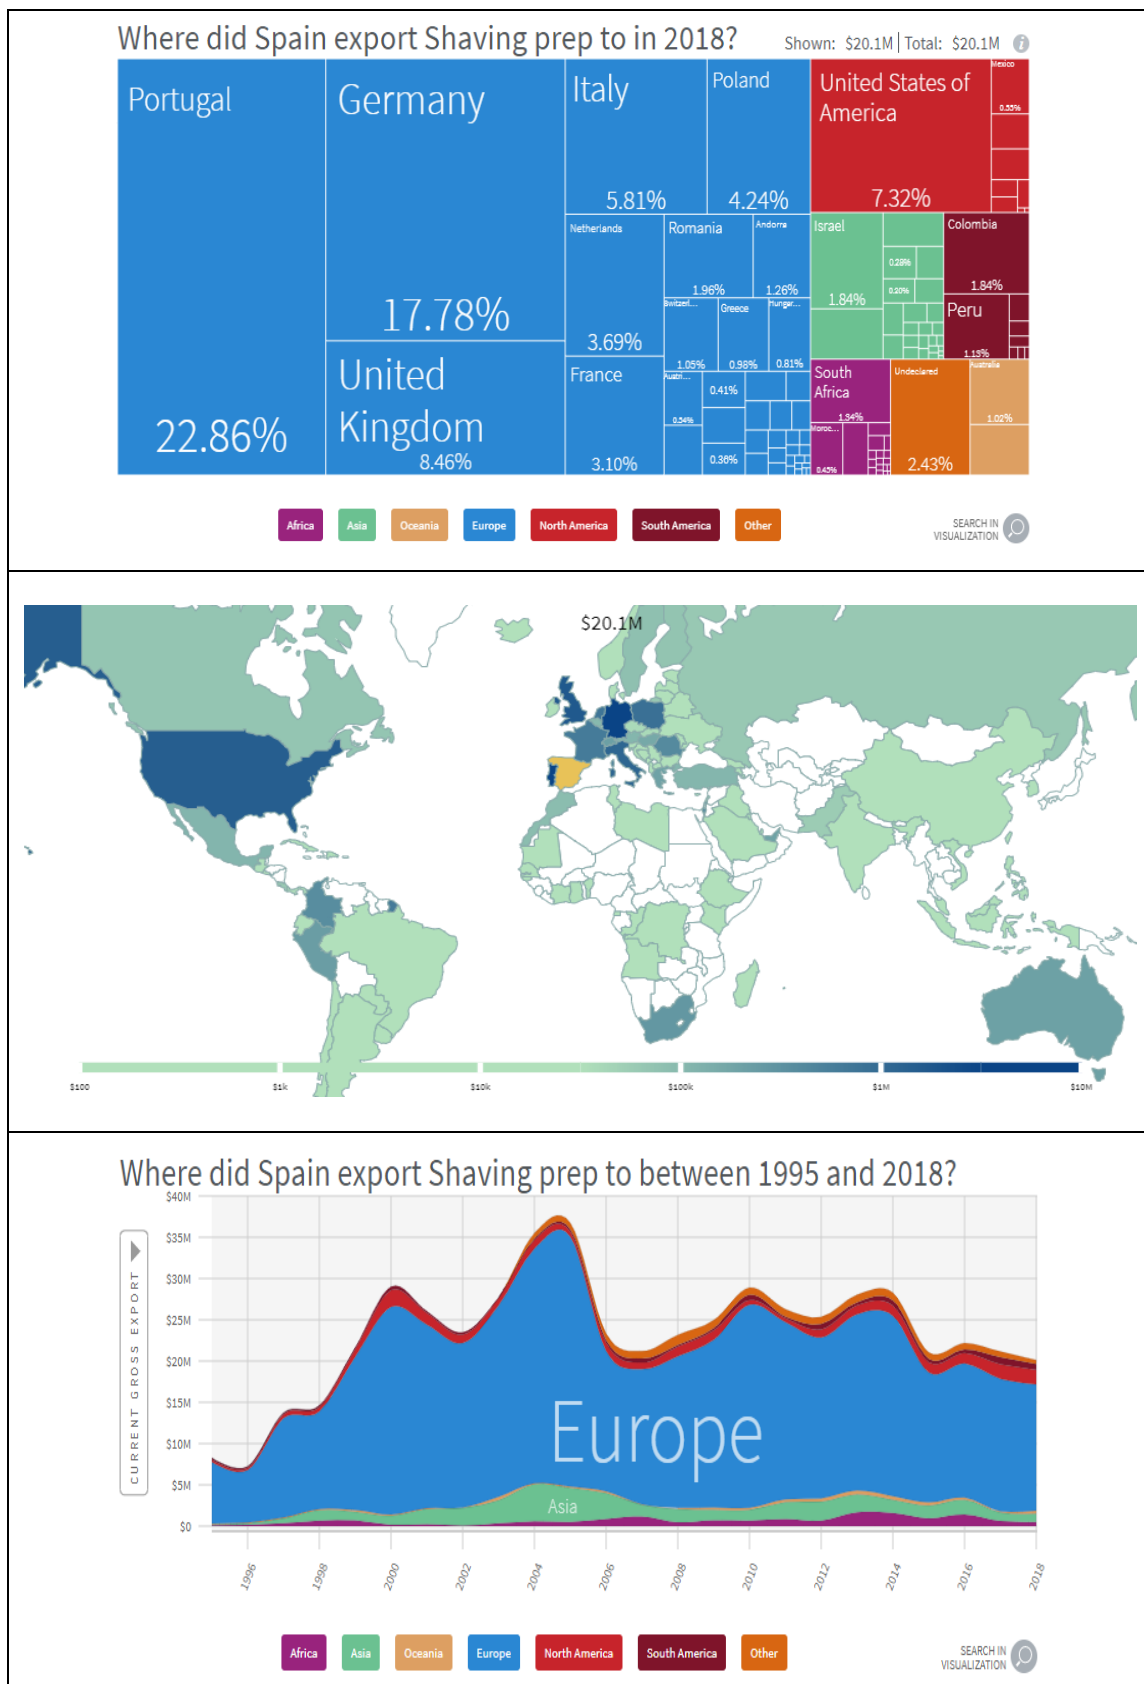 Where did Spain export Shaving prep to in 2018?
Shown: $20.1M | Total: $20.1M
Portugal
22.86%
Germany
17.78%
United
Kingdom
8.46%
Italy
5.81%
Poland
4.24%
Netherlands
3.69%
France
3.10%
Romania
1.96%
Andorra
1.26%
Switzerl...
1.05%
Greece
0.98%
Hungar...
0.81%
Austri...
0.54%
0.41%
0.36%
United States of
America
7.32%
Mexico
0.55%
Israel
1.84%
0.28%
0.20%
Colombia
1.84%
Peru
1.13%
South
Africa
1.34%
Moroc...
0.45%
Undeclared
2.43%
Australia
1.02%
Africa
Asia
Oceania
Europe
North America
South America
Other
SEARCH IN
VISUALIZATION
$20.1M
$100
$1k
$10k
$100k
$1M
$10M
Where did Spain export Shaving prep to between 1995 and 2018?
CURRENT GROSS EXPORT
$40M
$35M
$30M
$25M
$20M
$15M
$10M
$5M
$0
Europe
Asia
1996
1998
2000
2002
2004
2006
2008
2010
2012
2014
2016
2018
Africa
Asia
Oceania
Europe
North America
South America
Other
SEARCH IN
VISUALIZATION